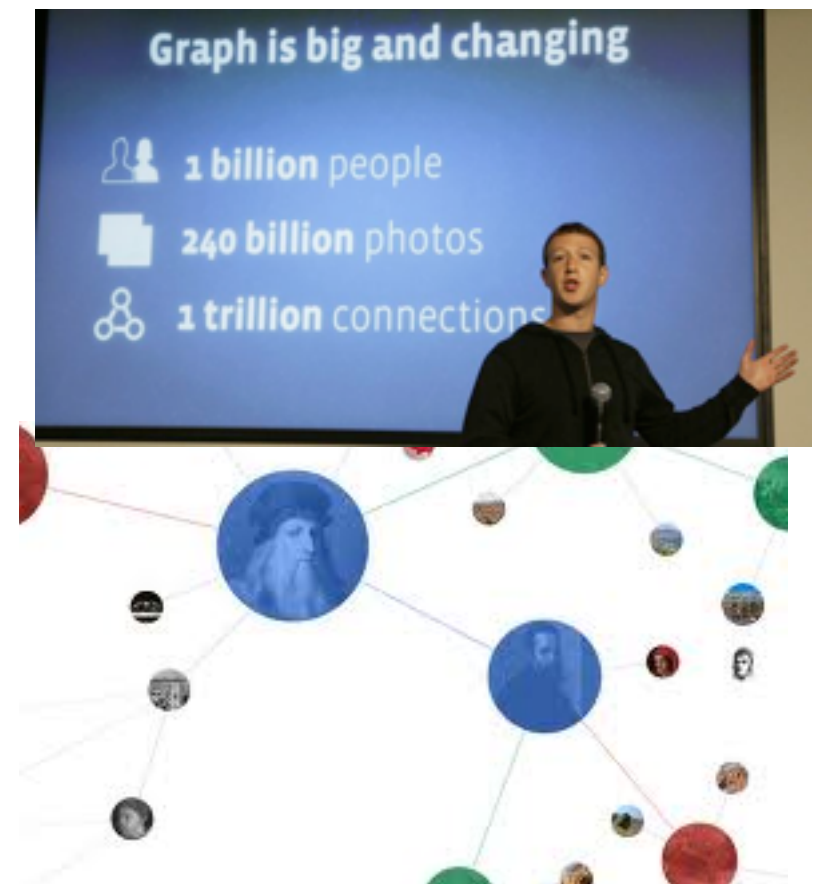 Graph is big and changing
1 billion people
240 billion photos
1 trillion connections